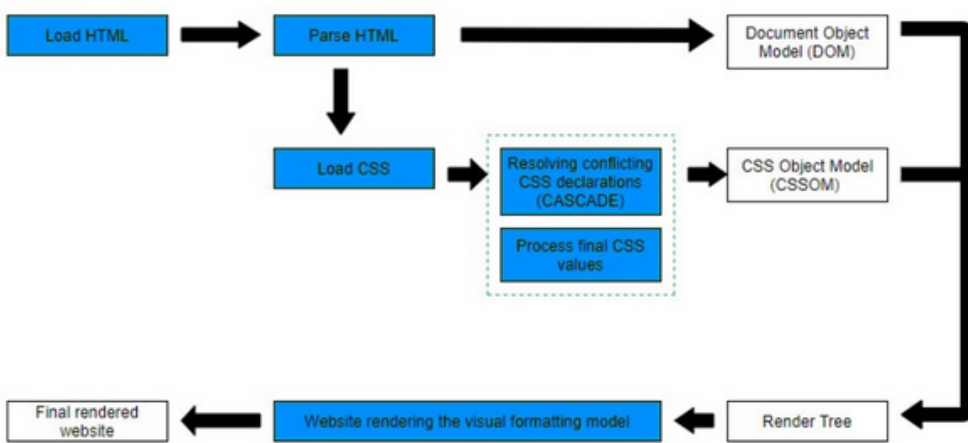 Load HTML
Parse HTML
Document Object
Model (DOM)
Load CSS
Resolving conflicting
CSS declarations
(CASCADE)
CSS Object Model
(CSSOM)
Process final CSS
values
Final rendered
website
Website rendering the visual formatting model
Render Tree